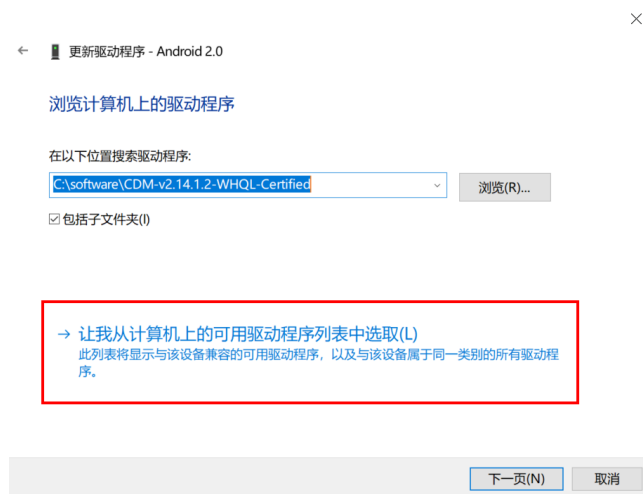 更新驱动程序 - Android 2.0
浏览计算机上的驱动程序
在以下位置搜索驱动程序:
C:\software\CDM-v2.14.1.2-WHQL-Certified
浏览(R)...
包括子文件夹(I)
让我从计算机上的可用驱动程序列表中选取(L)
此列表将显示与该设备兼容的可用驱动程序，以及与该设备属于同一类别的所有驱动程
序。
下一页(N)
取消